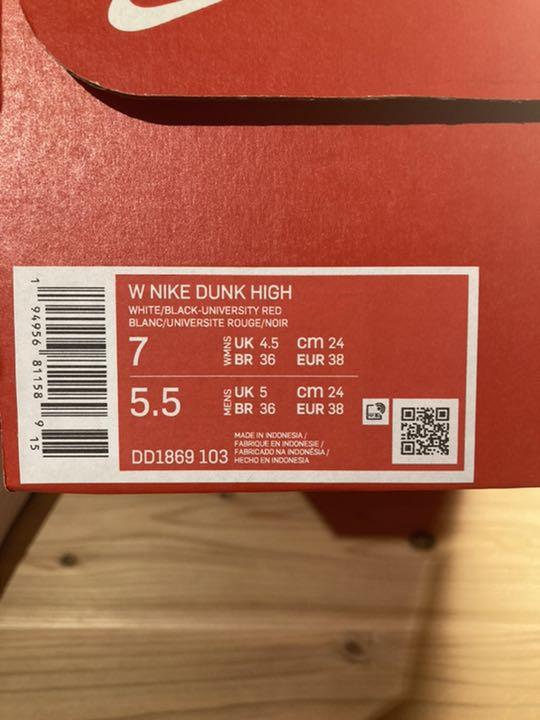 W NIKE DUNK HIGH
WHITE/BLACK-UNIVERSITY RED
BLANC/UNIVERSITE ROUGE/NOIR
7 WMNS UK 4.5 cm 24
BR 36 EUR 38
5.5 MENS UK 5 cm 24
BR 36 EUR 38
MADE IN INDONESIA /
FABRIQUE EN INDONESIE /
FABRICADO NA INDONÉSIA /
HECHO EN INDONESIA
DD1869 103
1 94956 81158 9 15